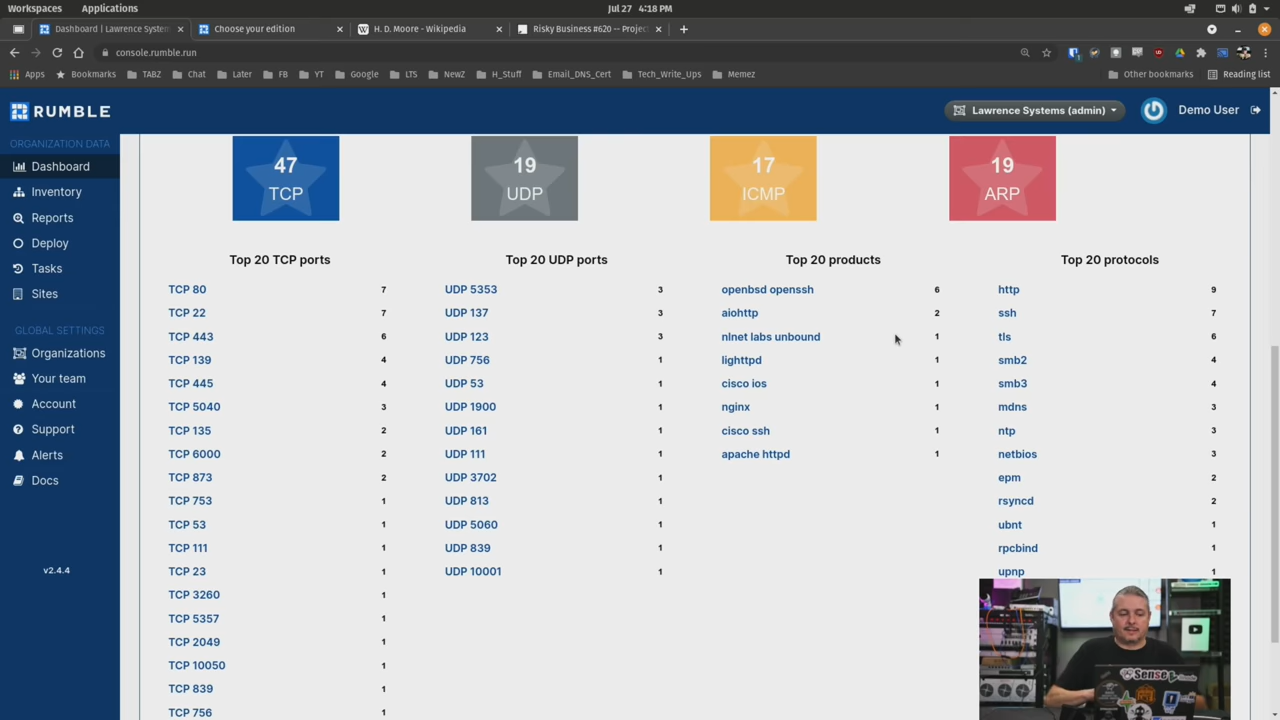 Workspaces Applications Jul 27 4:18 PM
Dashboard | Lawrence System Choose your edition H. D. Moore - Wikipedia Risky Business #620 -- Projec
console.rumble.run
Apps Bookmarks TABZ Chat Later FB YT Google LTS NewZ H_Stuff Email_DNS_Cert Tech_Write_Ups Memez Other bookmarks Reading list
RUMBLE Lawrence Systems (admin) Demo User
ORGANIZATION DATA
Dashboard
Inventory
Reports
Deploy
Tasks
Sites
GLOBAL SETTINGS
Organizations
Your team
Account
Support
Alerts
Docs
v2.4.4
47 TCP
19 UDP
17 ICMP
19 ARP
Top 20 TCP ports
TCP 80 7
TCP 22 7
TCP 443 6
TCP 139 4
TCP 445 4
TCP 5040 3
TCP 135 2
TCP 6000 2
TCP 873 2
TCP 753 1
TCP 53 1
TCP 111 1
TCP 23 1
TCP 3260 1
TCP 5357 1
TCP 2049 1
TCP 10050 1
TCP 839 1
TCP 756 1
Top 20 UDP ports
UDP 5353 3
UDP 137 3
UDP 123 3
UDP 756 1
UDP 53 1
UDP 1900 1
UDP 161 1
UDP 111 1
UDP 3702 1
UDP 813 1
UDP 5060 1
UDP 839 1
UDP 10001 1
Top 20 products
openbsd openssh 6
aiohttp 2
nlnet labs unbound 1
lighttpd 1
cisco ios 1
nginx 1
cisco ssh 1
apache httpd 1
Top 20 protocols
http 9
ssh 7
tls 6
smb2 4
smb3 4
mdns 3
ntp 3
netbios 3
epm 2
rsyncd 2
ubnt 1
rpcbind 1
upnp 1
Sense